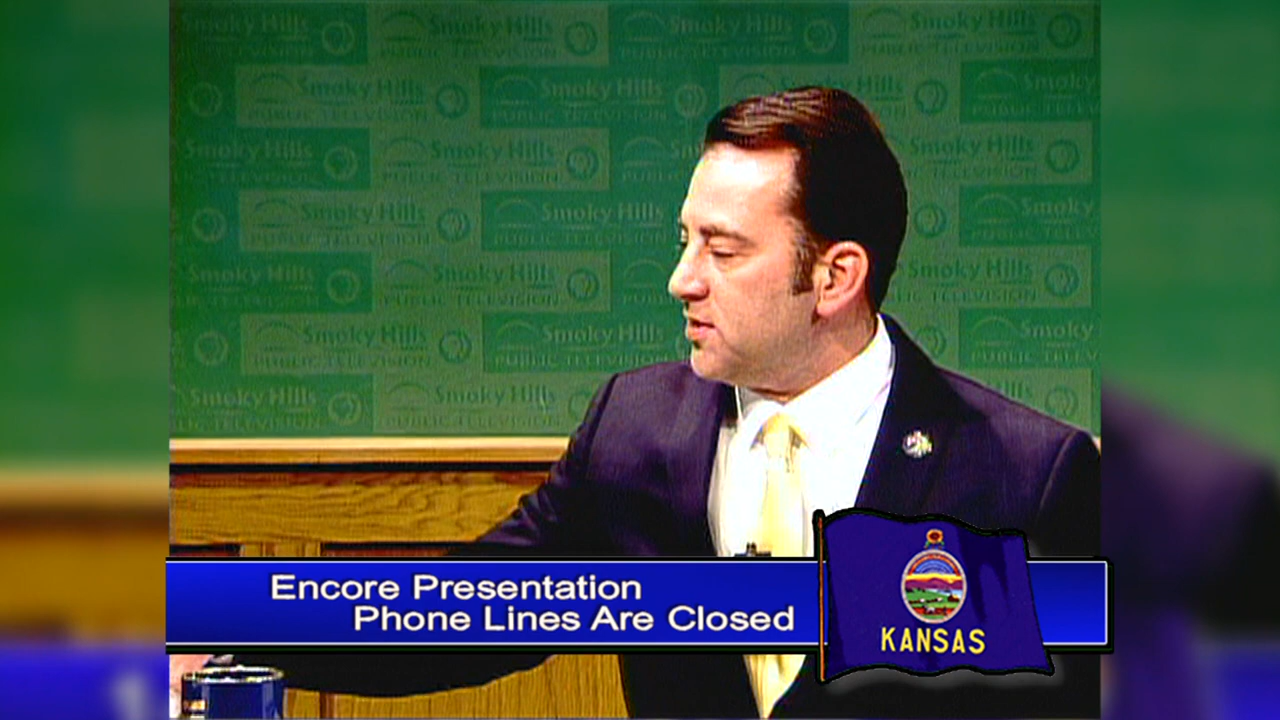 Smoky Hills
PUBLIC TELEVISION
Encore Presentation
Phone Lines Are Closed
KANSAS